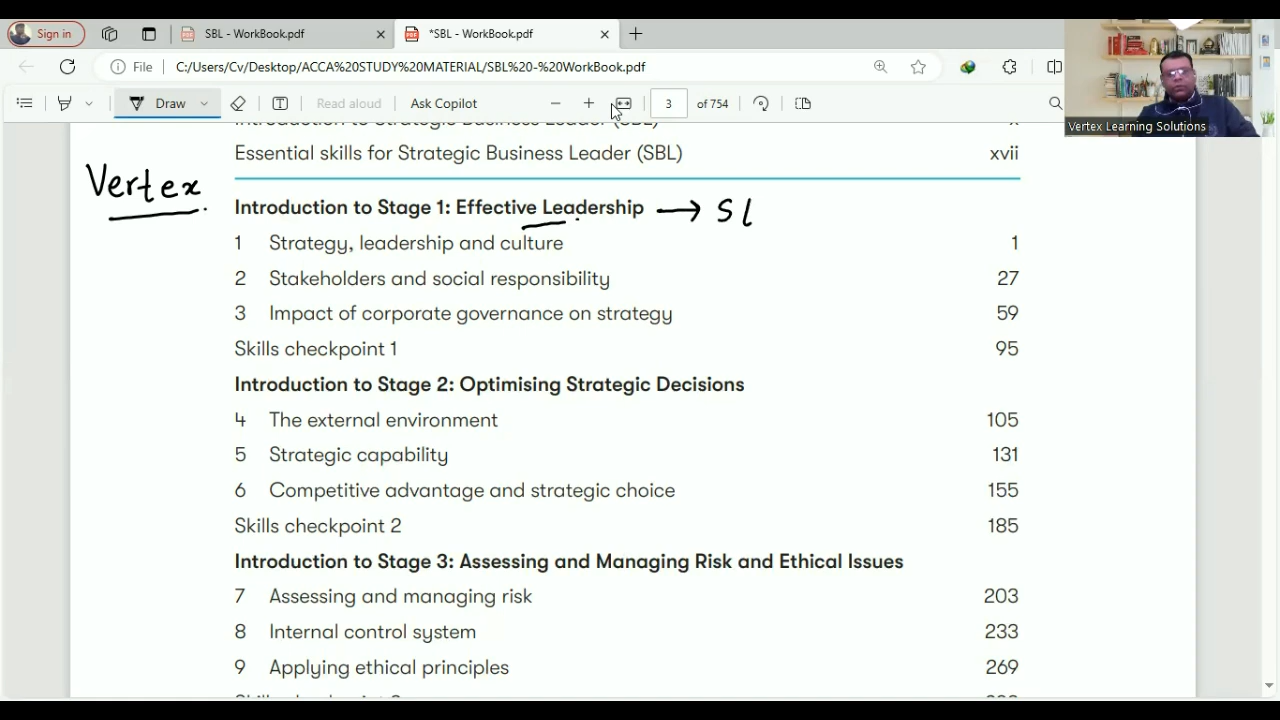 Sign in
SBL - WorkBook.pdf
*SBL - WorkBook.pdf
File
C:/Users/Cv/Desktop/ACCA%20STUDY%20MATERIAL/SBL%20-%20WorkBook.pdf
Draw
Read aloud
Ask Copilot
3 of 754
Vertex Learning Solutions
Introduction to Strategic Business Leader (SBL) x
Essential skills for Strategic Business Leader (SBL) xvii
Vertex
Introduction to Stage 1: Effective Leadership → Sl
1 Strategy, leadership and culture 1
2 Stakeholders and social responsibility 27
3 Impact of corporate governance on strategy 59
Skills checkpoint 1 95
Introduction to Stage 2: Optimising Strategic Decisions
4 The external environment 105
5 Strategic capability 131
6 Competitive advantage and strategic choice 155
Skills checkpoint 2 185
Introduction to Stage 3: Assessing and Managing Risk and Ethical Issues
7 Assessing and managing risk 203
8 Internal control system 233
9 Applying ethical principles 269